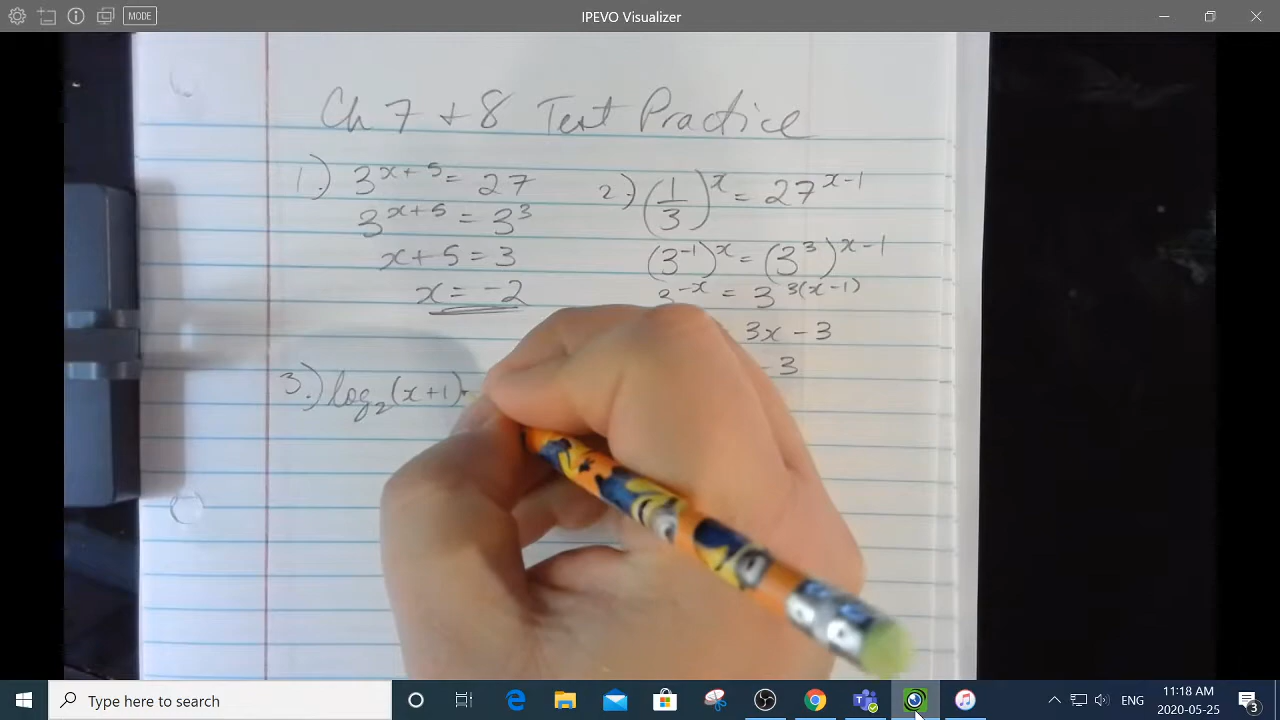 IPEVO Visualizer
MODE
Ch 7 + 8 Test Practice
1.) 3^{x+5} = 27
3^{x+5} = 3^3
x+5 = 3
x = -2
2.) (1/3)^x = 27^{x-1}
(3^{-1})^x = (3^3)^{x-1}
3^{-x} = 3^{3(x-1)}
3x - 3
- 3
3.) log_2(x+1)
Type here to search
ENG
11:18 AM
2020-05-25
3